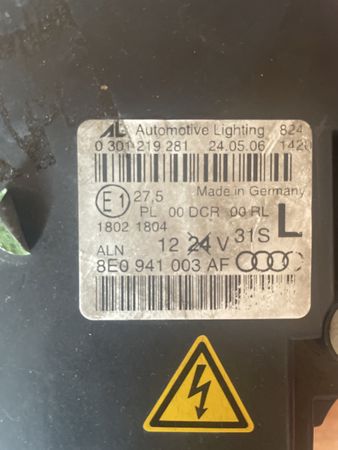 AL Automotive Lighting 824
0 301 219 281 24.05.06 1420
E1 27,5 Made in Germany
PL 00 DCR 00 RL
1802 1804 12 24 V 31S L
ALN
8E0 941 003 AF